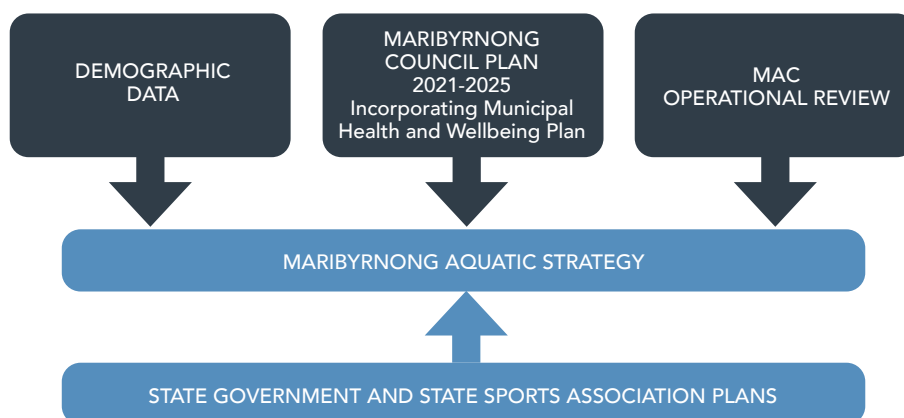 DEMOGRAPHIC
DATA
MARIBYRNONG
COUNCIL PLAN
2021-2025
Incorporating Municipal
Health and Wellbeing Plan
MAC
OPERATIONAL REVIEW
MARIBYRNONG AQUATIC STRATEGY
STATE GOVERNMENT AND STATE SPORTS ASSOCIATION PLANS